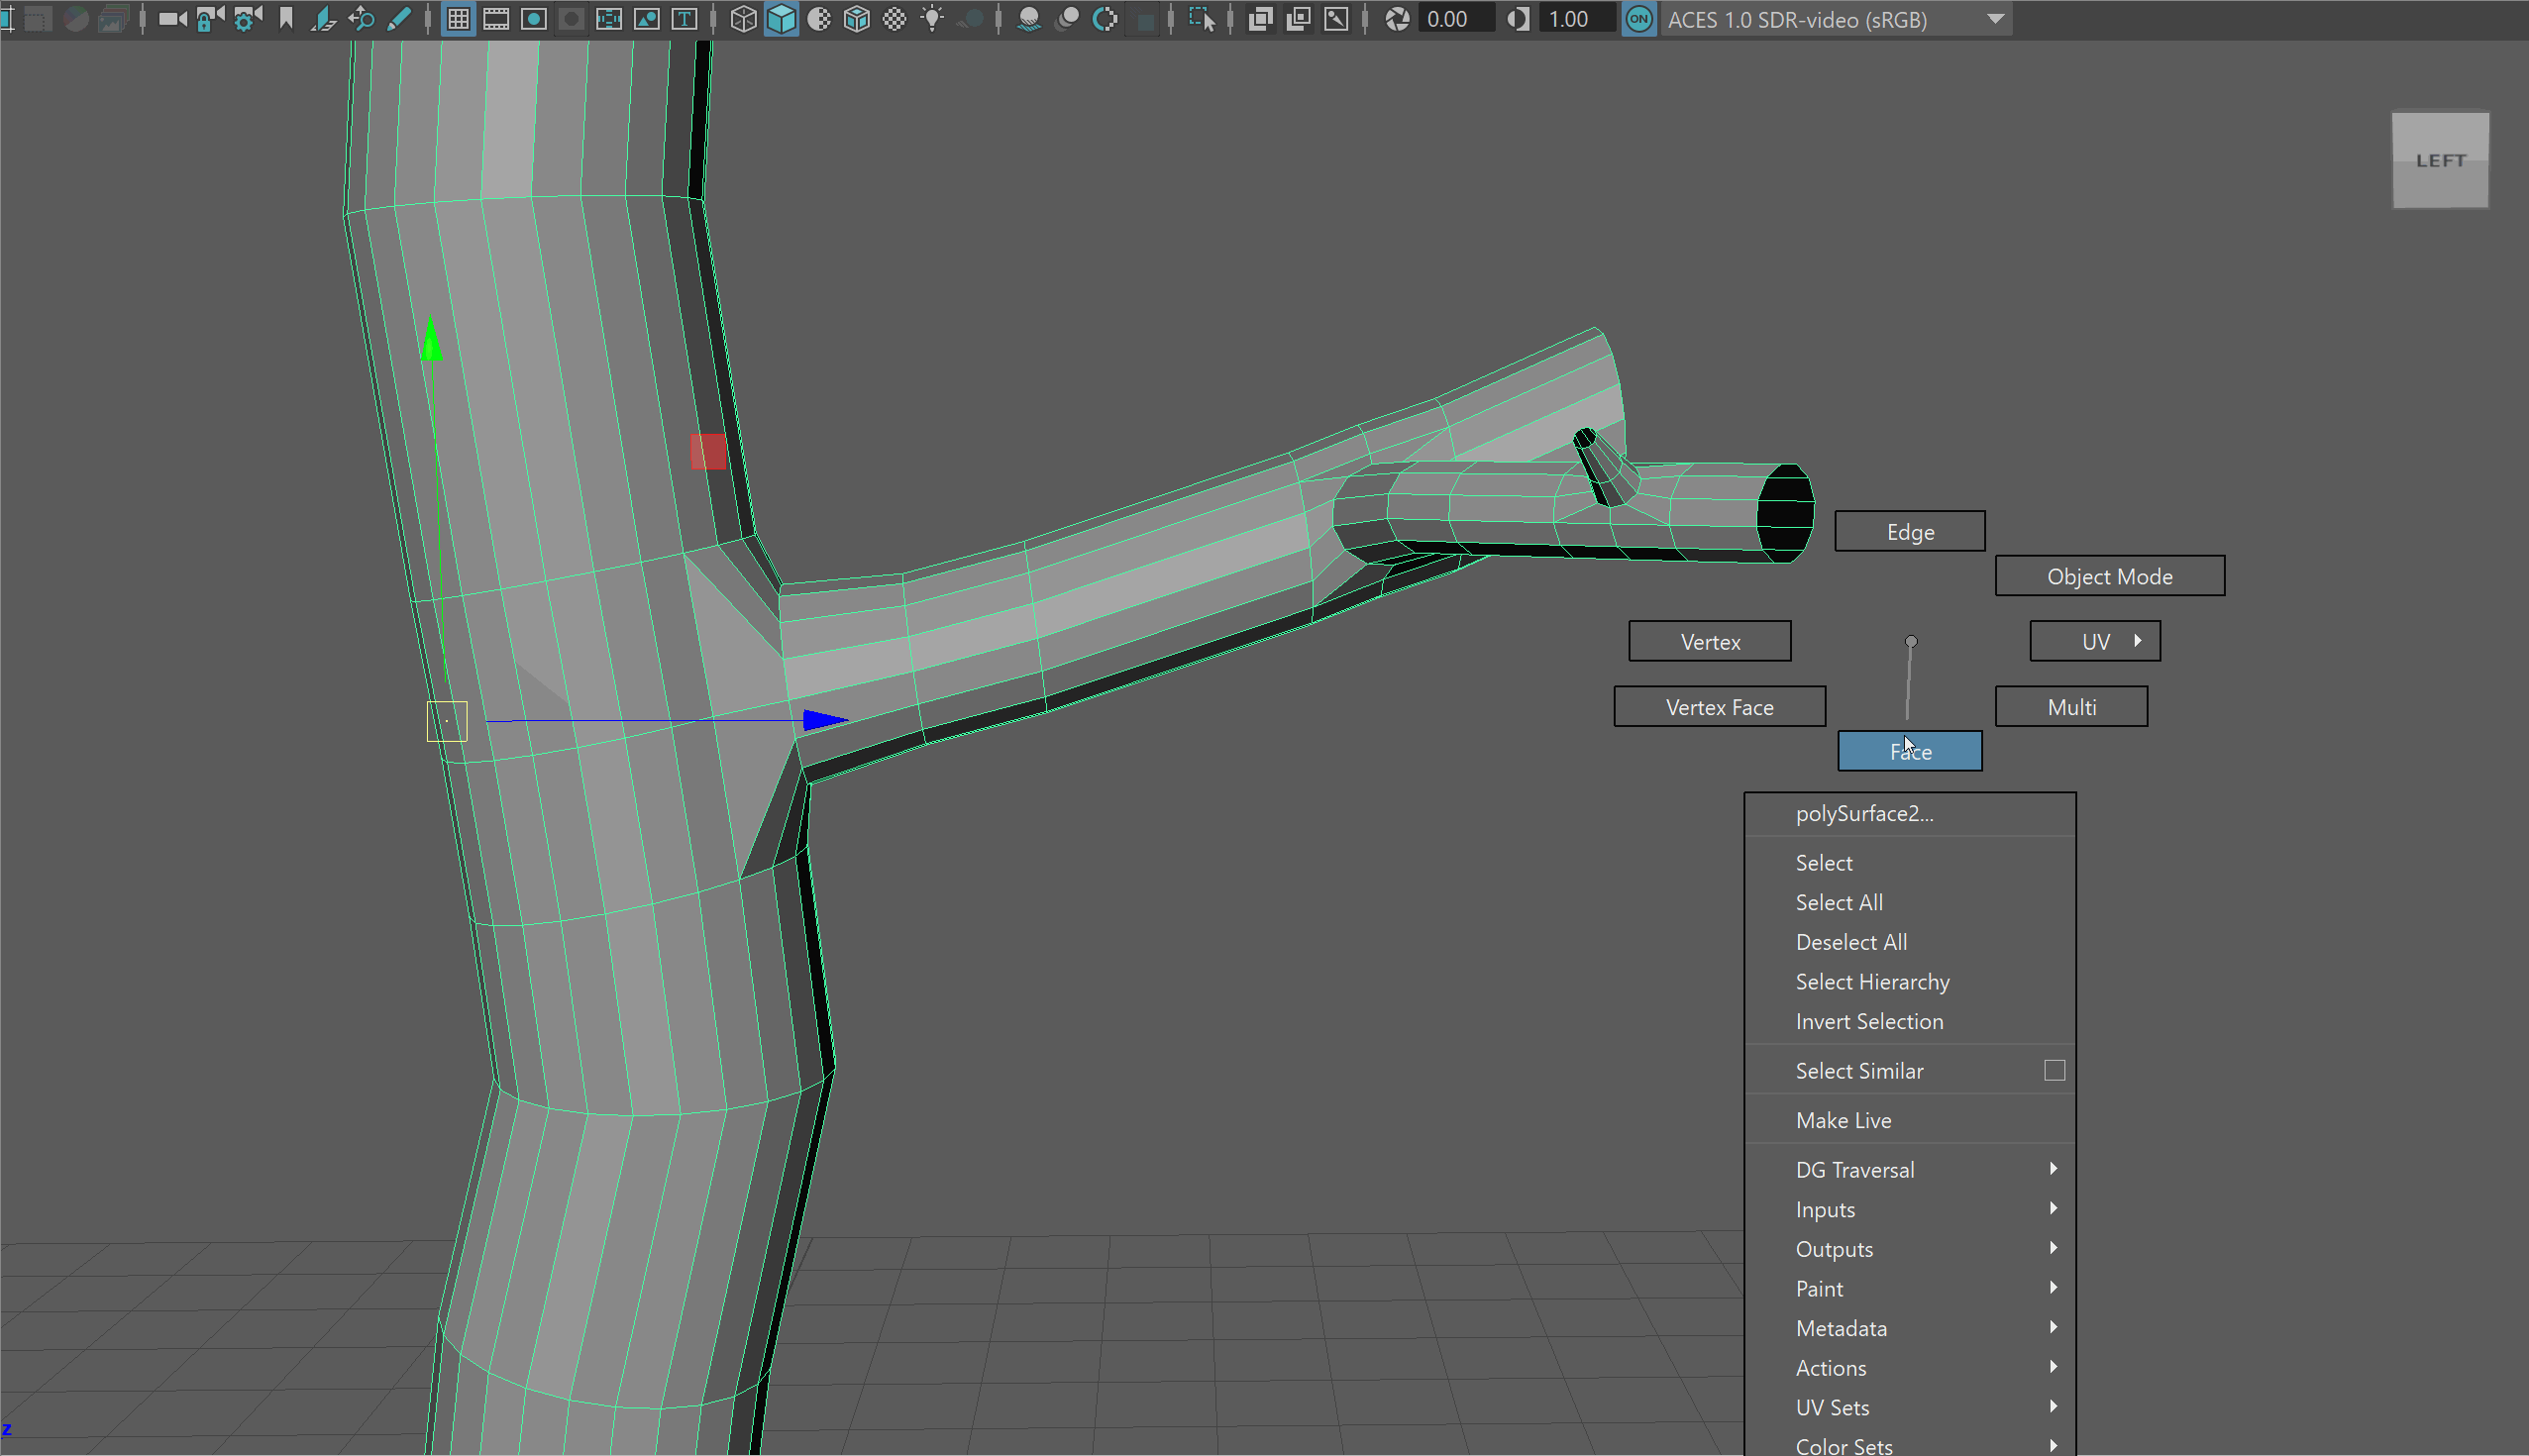 T
0.00
1.00
ON
ACES 1.0 SDR-video (sRGB)
LEFT
Edge
Object Mode
Vertex
UV
Vertex Face
Multi
Face
polySurface2...
Select
Select All
Deselect All
Select Hierarchy
Invert Selection
Select Similar
Make Live
DG Traversal
Inputs
Outputs
Paint
Metadata
Actions
UV Sets
Color Sets
z